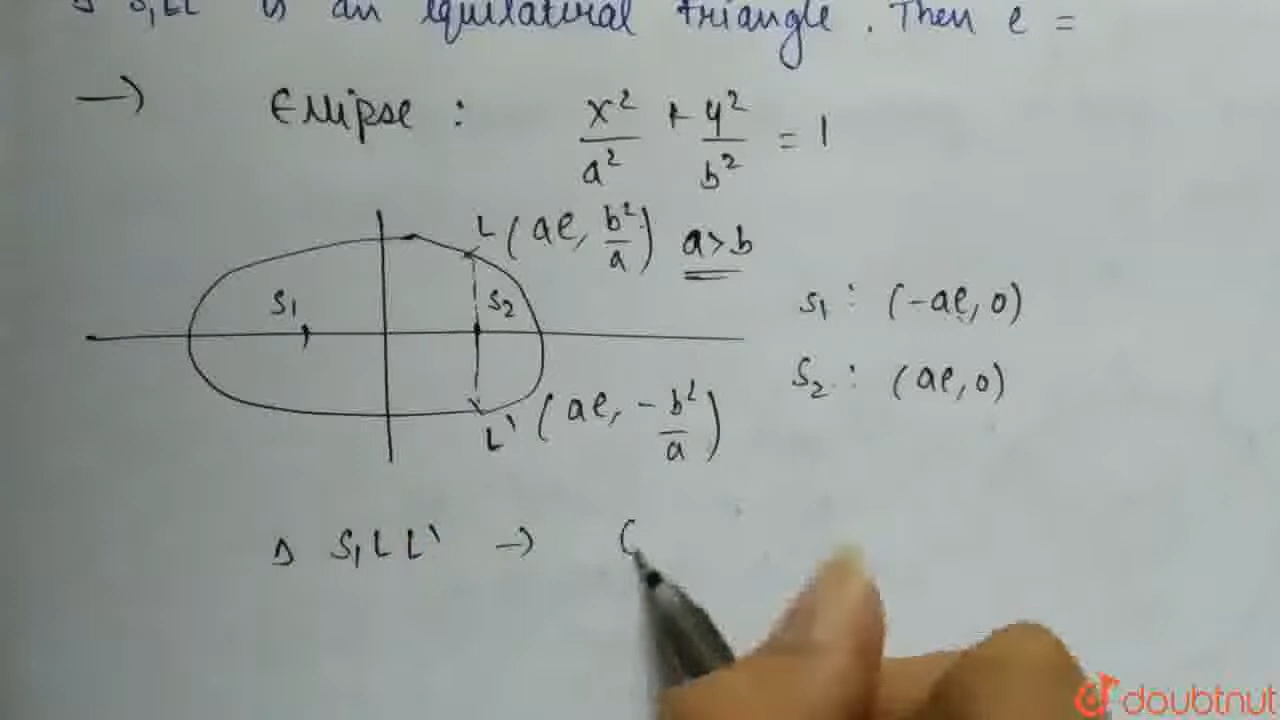 Δ S₁LL' is an equilateral triangle. Then e =
→ Ellipse : x²/a² + y²/b² = 1
L (ae, b²/a) a>b
S₁ S₂ S₁ : (-ae, 0)
S₂ : (ae, 0)
L' (ae, -b²/a)
Δ S₁LL' → (
doubtnut